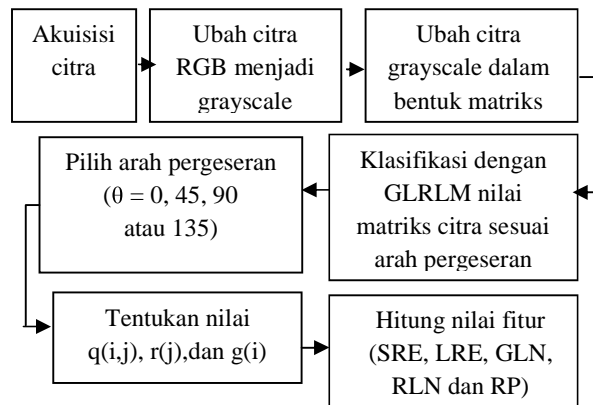 Akuisisi
citra
Ubah citra
RGB menjadi
grayscale
Ubah citra
grayscale dalam
bentuk matriks
Klasifikasi dengan
GLRLM nilai
matriks citra sesuai
arah pergeseran
Pilih arah pergeseran
(θ = 0, 45, 90
atau 135)
Tentukan nilai
q(i,j), r(j),dan g(i)
Hitung nilai fitur
(SRE, LRE, GLN,
RLN dan RP)